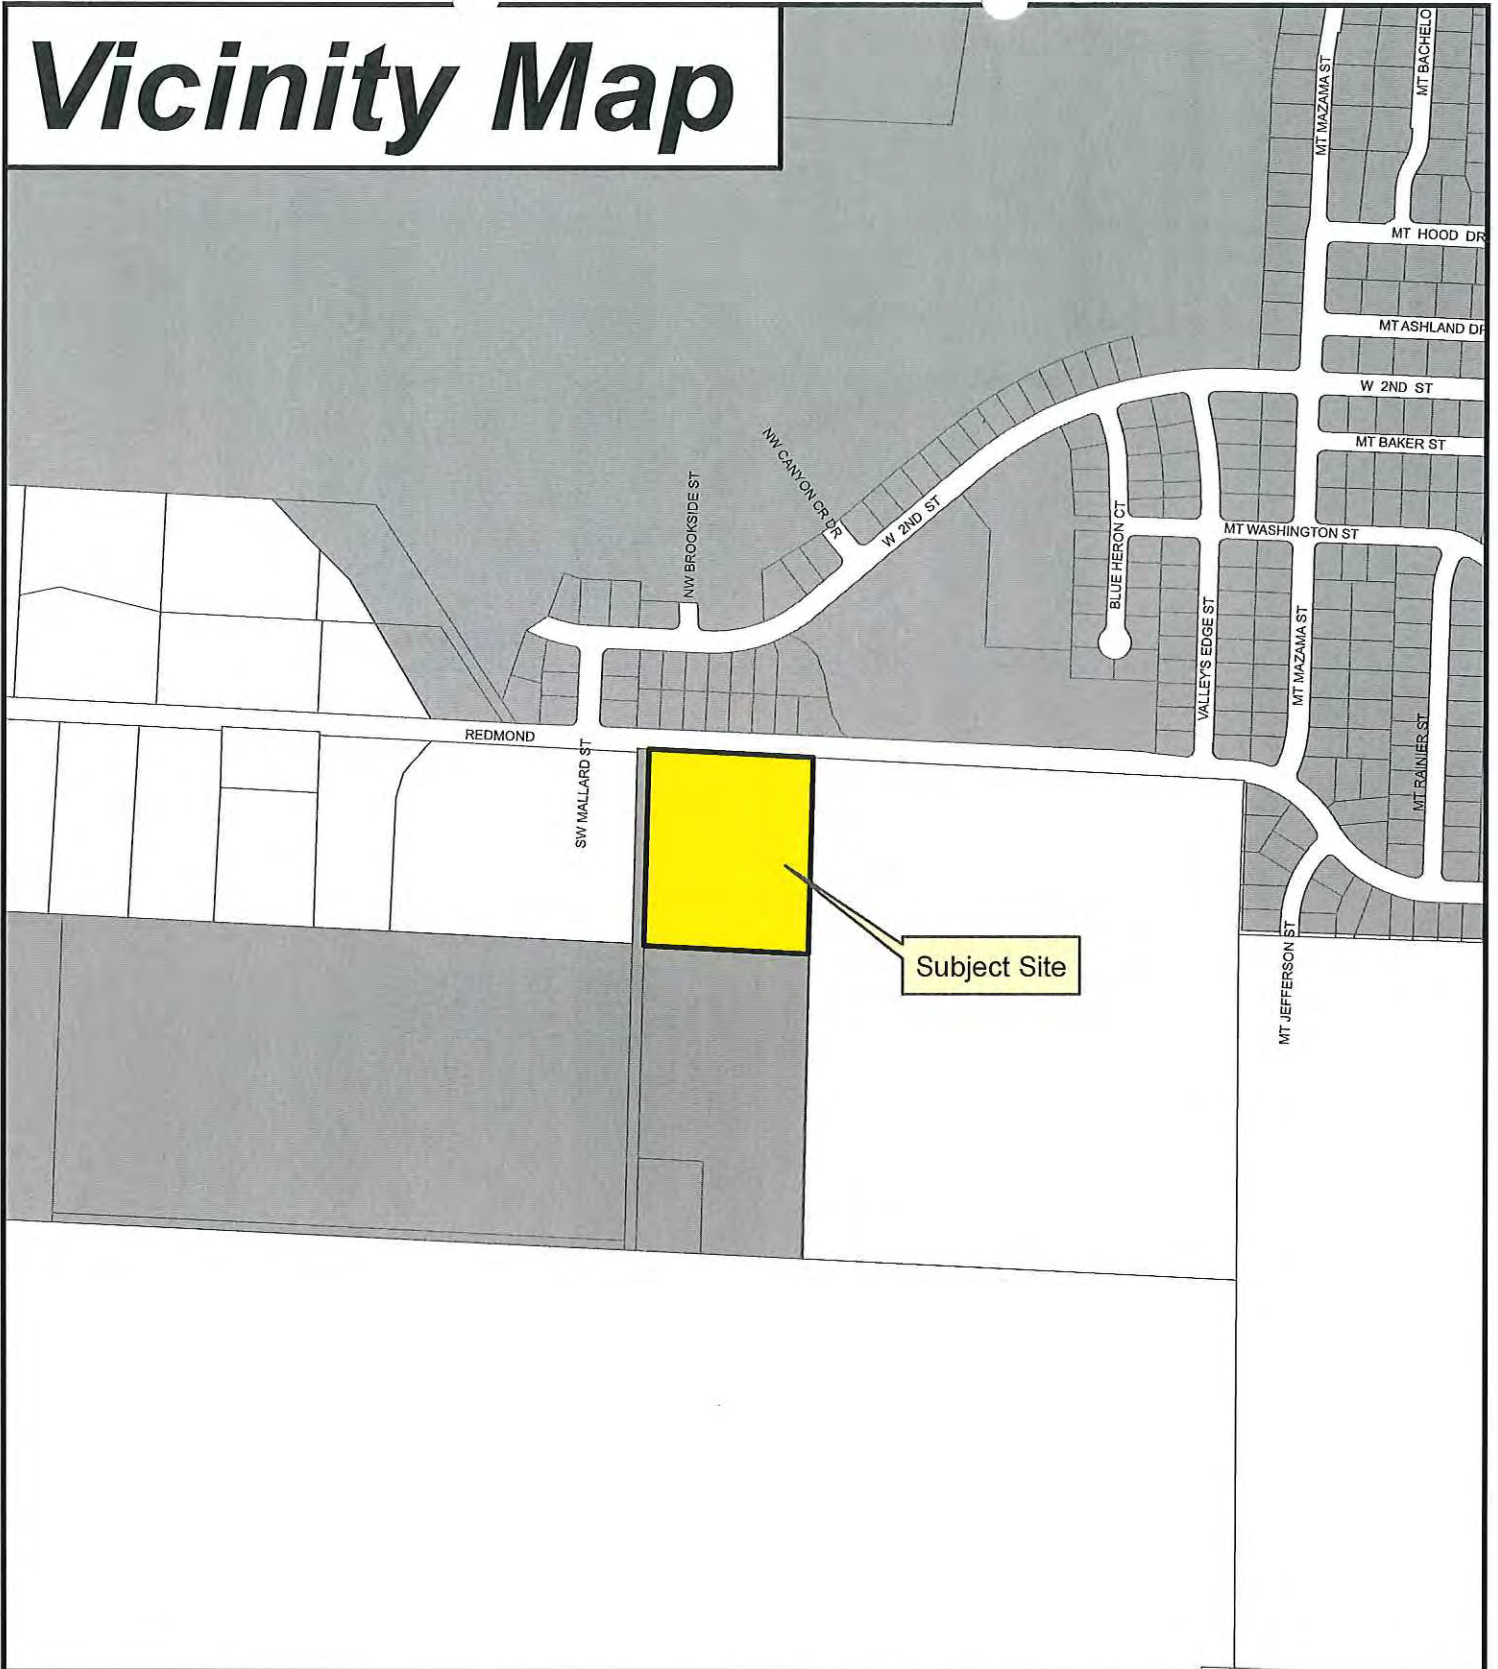 Vicinity Map
MT MAZAMA ST
MT BACHELO
MT HOOD DR
MT ASHLAND DR
W 2ND ST
MT BAKER ST
NW CANYON CR DR
NW BROOKSIDE ST
W 2ND ST
BLUE HERON CT
MT WASHINGTON ST
VALLEY'S EDGE ST
MT MAZAMA ST
REDMOND
SW MALLARD ST
MT RAINIER ST
Subject Site
MT JEFFERSON ST